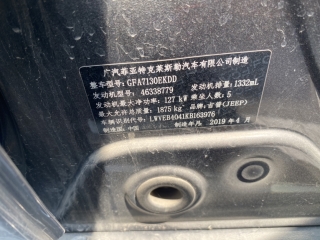 广汽菲亚特克莱斯勒汽车有限公司制造
整车型号: GFA7130EKDD
发动机型号: 46338779 发动机排量: 1332mL
发动机最大净功率: 127 kW 乘坐人数: 5
最大允许总质量: 1875 kg 品牌: 吉普(JEEP)
车辆识别代号: LWVEB4041KB163976
制造国: 中国 制造年月 2019 年 4 月